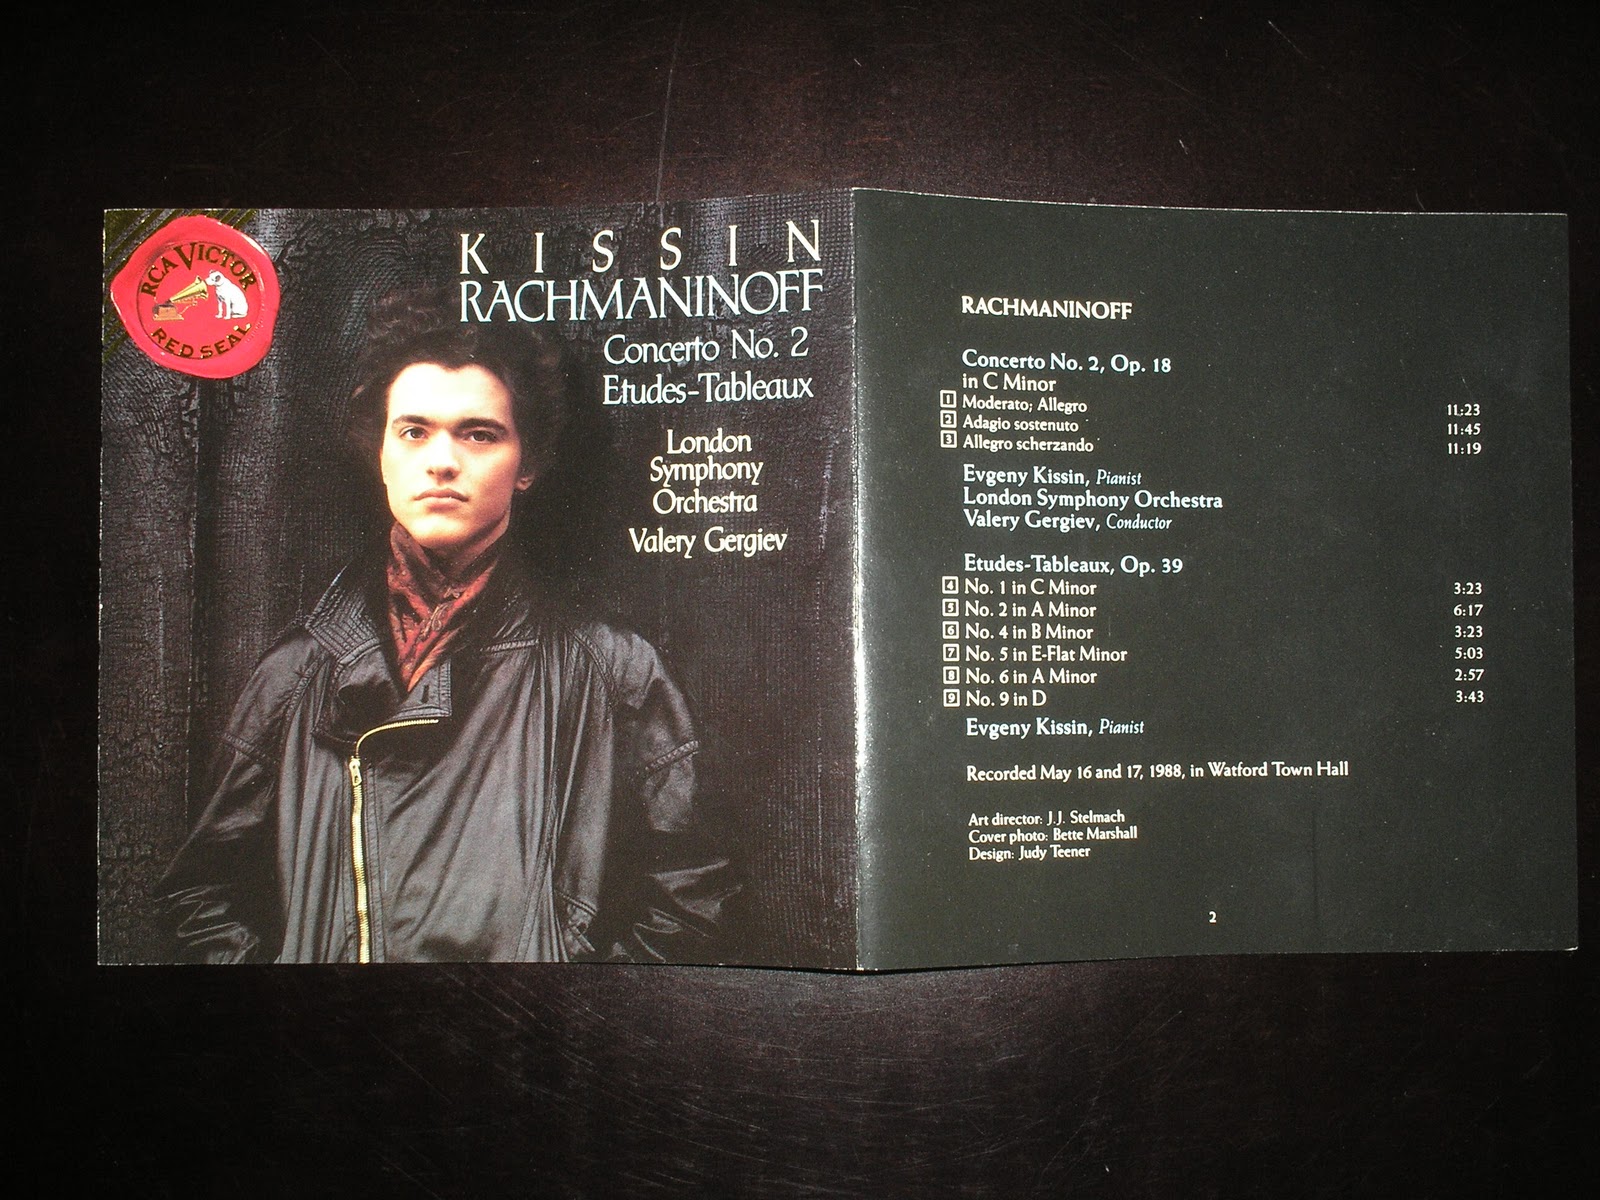 RCA VICTOR
RED SEAL
KISSIN
RACHMANINOFF
Concerto No. 2
Etudes-Tableaux
London
Symphony
Orchestra
Valery Gergiev
RACHMANINOFF
Concerto No. 2, Op. 18
in C Minor
1 Moderato; Allegro 11:23
2 Adagio sostenuto 11:45
3 Allegro scherzando 11:19
Evgeny Kissin, Pianist
London Symphony Orchestra
Valery Gergiev, Conductor
Etudes-Tableaux, Op. 39
4 No. 1 in C Minor 3:23
5 No. 2 in A Minor 6:17
6 No. 4 in B Minor 3:23
7 No. 5 in E-Flat Minor 5:03
8 No. 6 in A Minor 2:57
9 No. 9 in D 3:43
Evgeny Kissin, Pianist
Recorded May 16 and 17, 1988, in Watford Town Hall
Art director: J.J. Stelmach
Cover photo: Bette Marshall
Design: Judy Teener
2